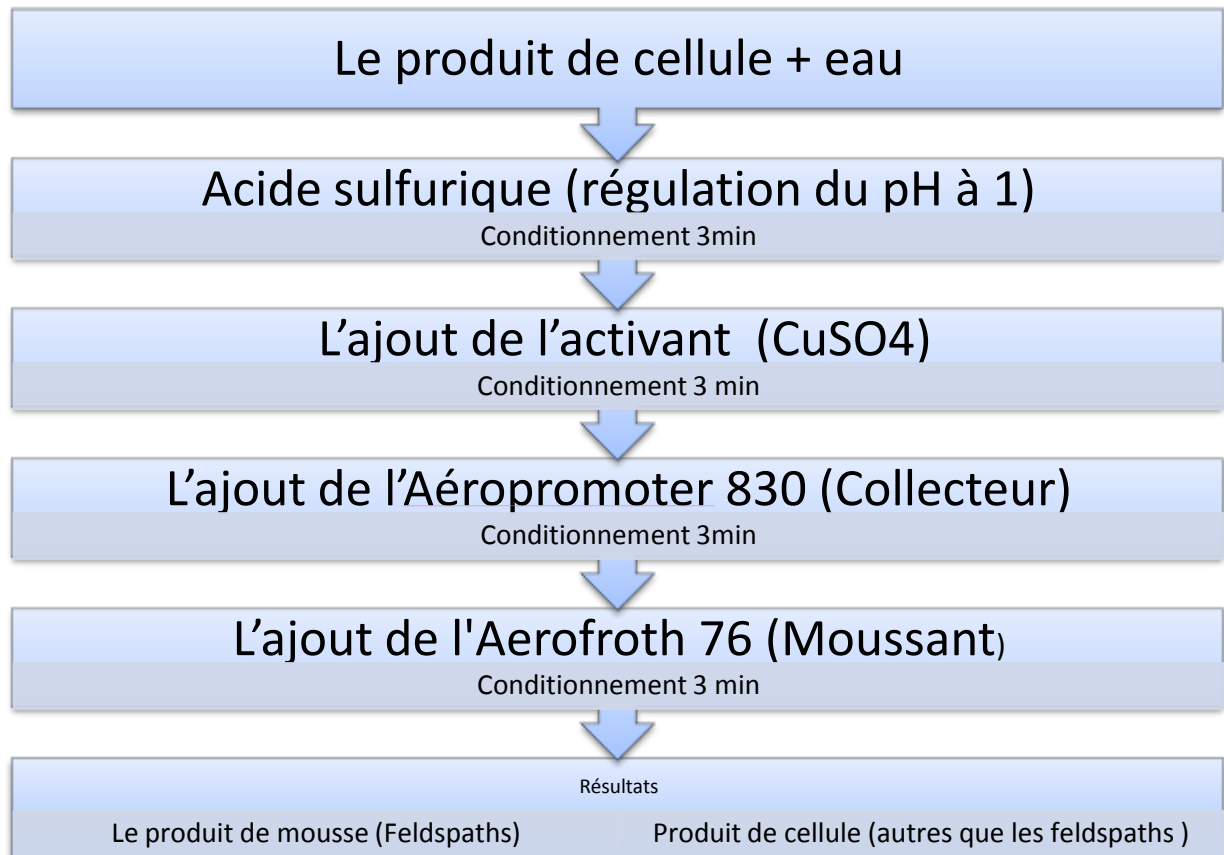 Le produit de cellule + eau
Acide sulfurique (régulation du pH à 1)
Conditionnement 3min
L’ajout de l’activant  (CuSO4)
Conditionnement 3 min
L’ajout de l’Aéropromoter 830 (Collecteur)
Conditionnement 3min
L’ajout de l'Aerofroth 76 (Moussant)
Conditionnement 3 min
Résultats
Le produit de mousse (Feldspaths)
Produit de cellule (autres que les feldspaths )